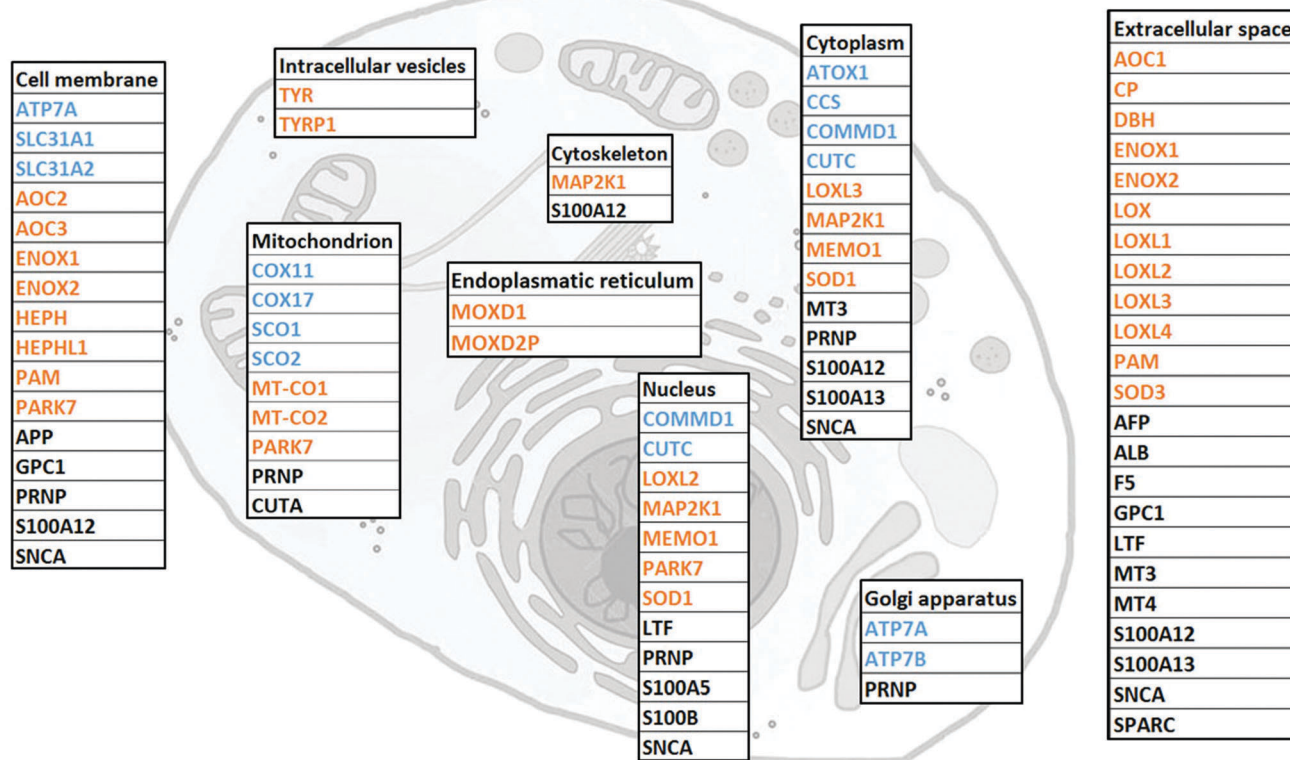 Cell membrane
ATP7A
SLC31A1
SLC31A2
AOC2
AOC3
ENOX1
ENOX2
HEPH
HEPHL1
PAM
PARK7
APP
GPC1
PRNP
S100A12
SNCA
Intracellular vesicles
TYR
TYRP1
Mitochondrion
COX11
COX17
SCO1
SCO2
MT-CO1
MT-CO2
PARK7
PRNP
CUTA
Cytoskeleton
MAP2K1
S100A12
Endoplasmatic reticulum
MOXD1
MOXD2P
Nucleus
COMMD1
CUTC
LOXL2
MAP2K1
MEMO1
PARK7
SOD1
LTF
PRNP
S100A5
S100B
SNCA
Cytoplasm
ATOX1
CCS
COMMD1
CUTC
LOXL3
MAP2K1
MEMO1
SOD1
MT3
PRNP
S100A12
S100A13
SNCA
Golgi apparatus
ATP7A
ATP7B
PRNP
Extracellular space
AOC1
CP
DBH
ENOX1
ENOX2
LOX
LOXL1
LOXL2
LOXL3
LOXL4
PAM
SOD3
AFP
ALB
F5
GPC1
LTF
MT3
MT4
S100A12
S100A13
SNCA
SPARC